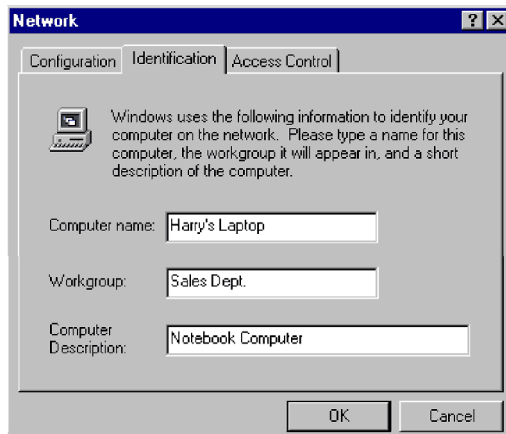 Network
Configuration Identification Access Control
Windows uses the following information to identify your
computer on the network. Please type a name for this
computer, the workgroup it will appear in, and a short
description of the computer.
Computer name: Harry's Laptop
Workgroup: Sales Dept.
Computer
Description: Notebook Computer
OK Cancel